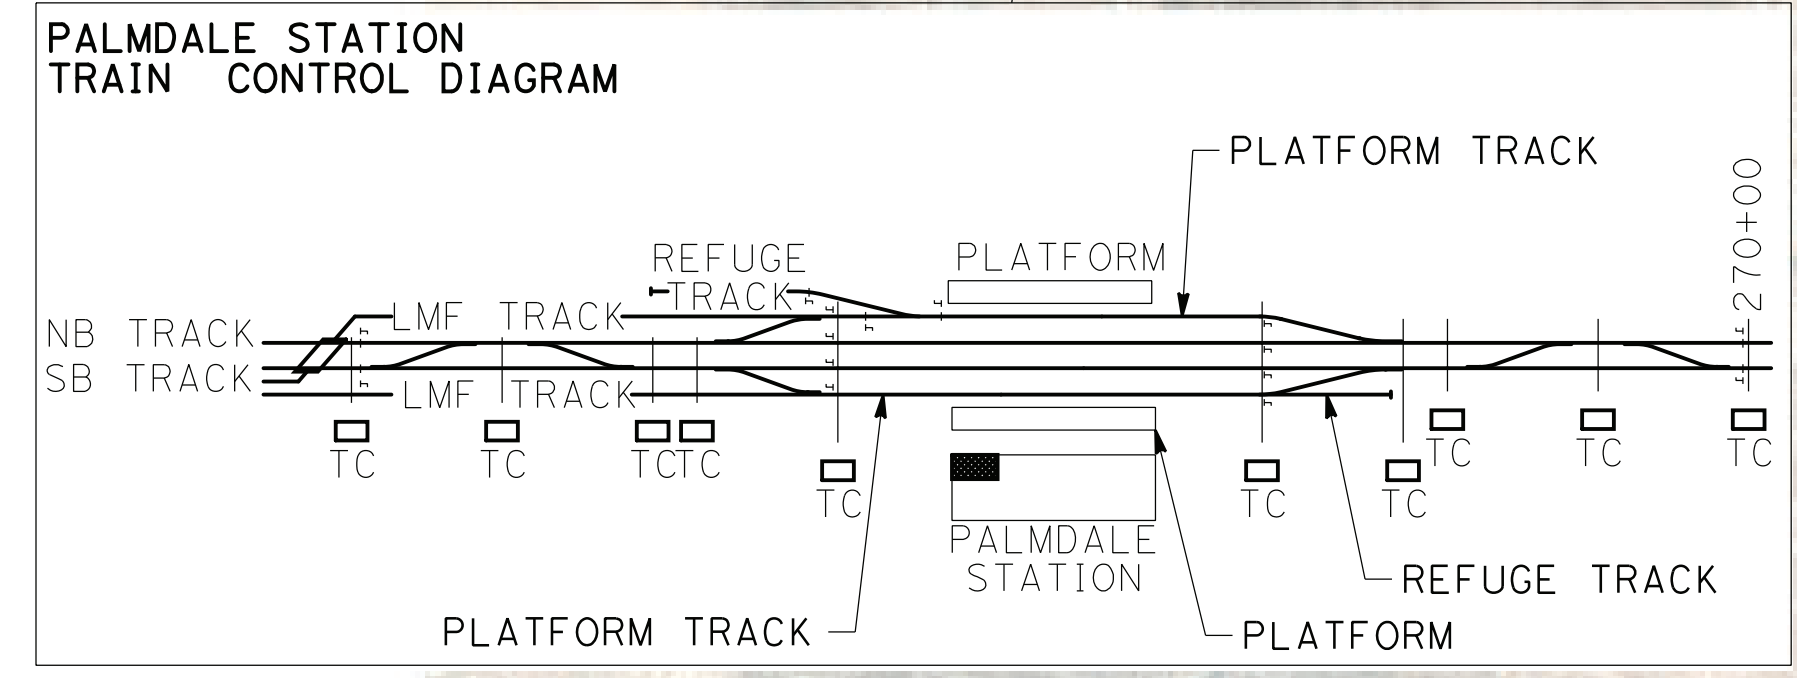 PALMDALE STATION
TRAIN CONTROL DIAGRAM
PLATFORM TRACK
270+00
REFUGE
TRACK
PLATFORM
NB TRACK
LMF TRACK
SB TRACK
LMF TRACK
TC
TC
TC
TC
TC
TC
TC
TC
TC
TC
PALMDALE
STATION
REFUGE TRACK
PLATFORM TRACK
PLATFORM